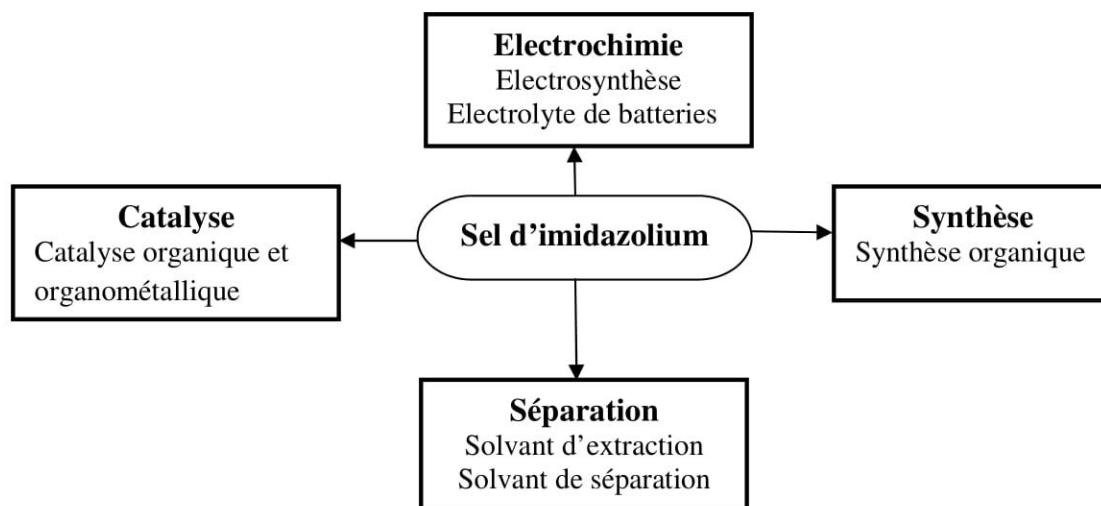 Electrochimie
Electrosynthèse
Electrolyte de batteries
Catalyse
Catalyse organique et
organométallique
Sel d’imidazolium
Synthèse
Synthèse organique
Séparation
Solvant d’extraction
Solvant de séparation